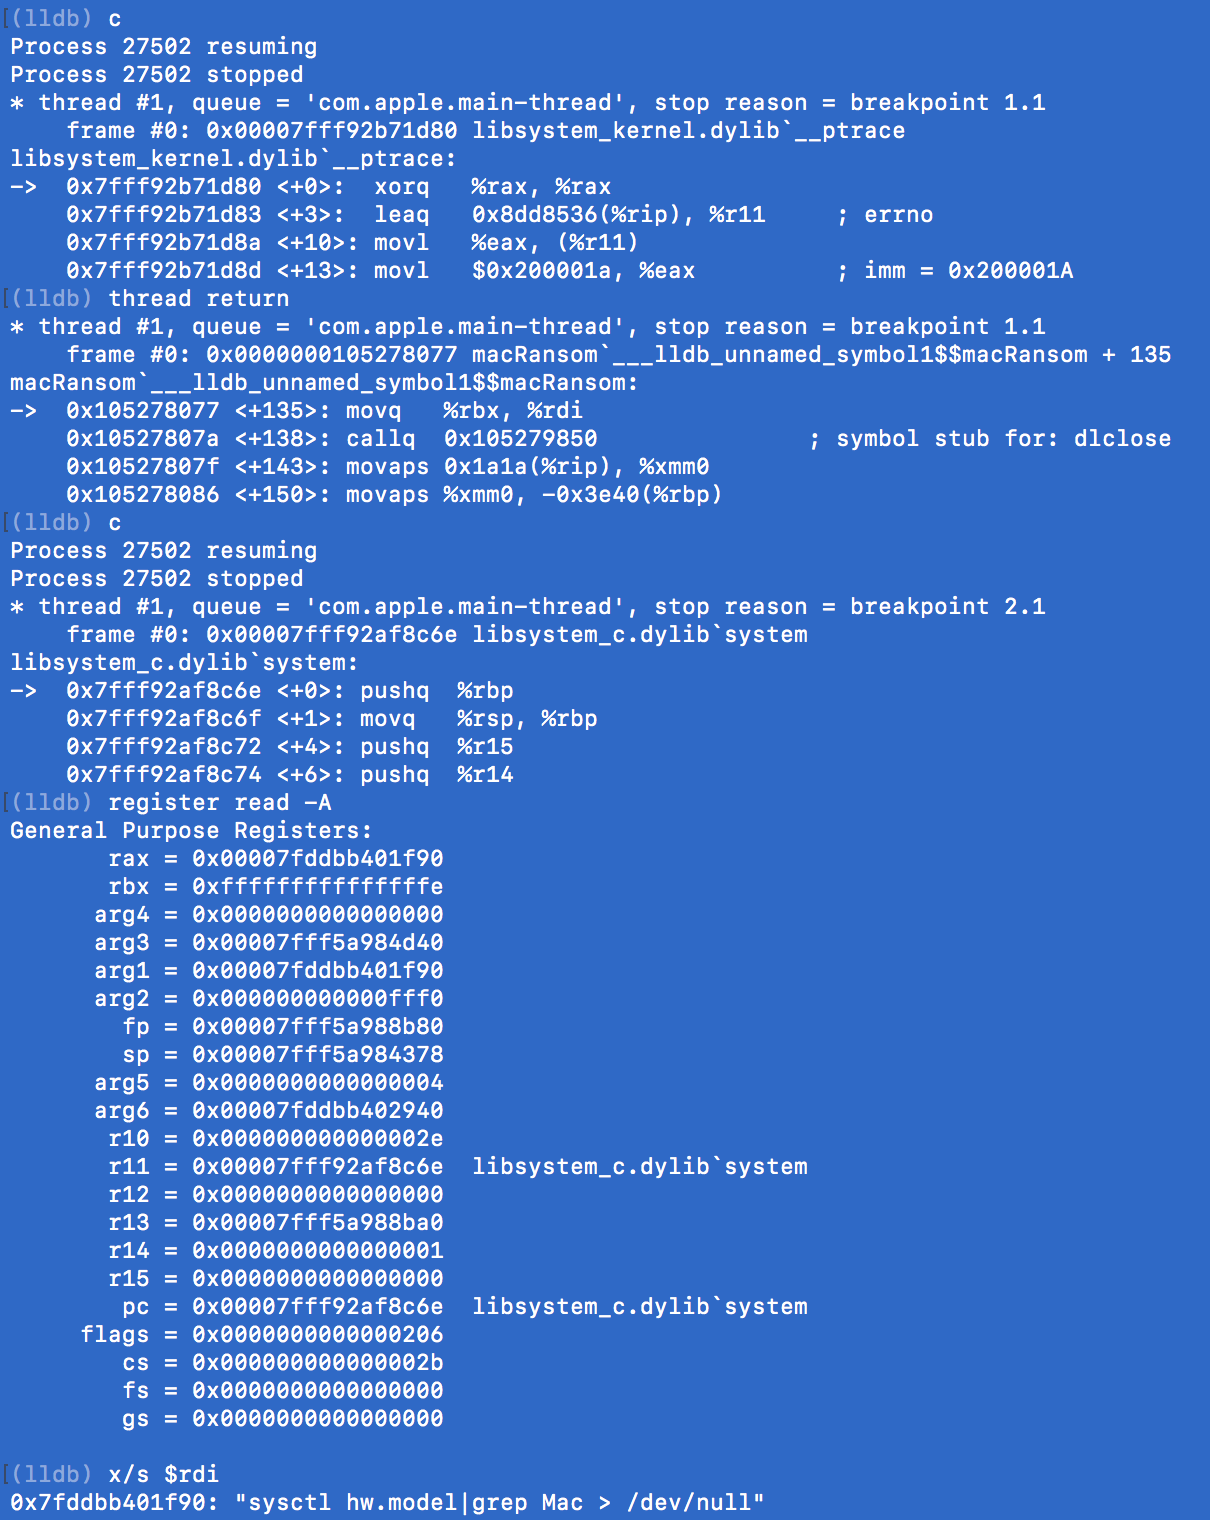 [(lldb) c
Process 27502 resuming
Process 27502 stopped
* thread #1, queue = 'com.apple.main-thread', stop reason = breakpoint 1.1
    frame #0: 0x00007fff92b71d80 libsystem_kernel.dylib`__ptrace
libsystem_kernel.dylib`__ptrace:
->  0x7fff92b71d80 <+0>:  xorq   %rax, %rax
    0x7fff92b71d83 <+3>:  leaq   0x8dd8536(%rip), %r11     ; errno
    0x7fff92b71d8a <+10>: movl   %eax, (%r11)
    0x7fff92b71d8d <+13>: movl   $0x200001a, %eax          ; imm = 0x200001A
[(lldb) thread return
* thread #1, queue = 'com.apple.main-thread', stop reason = breakpoint 1.1
    frame #0: 0x0000000105278077 macRansom`___lldb_unnamed_symbol1$$macRansom + 135
macRansom`___lldb_unnamed_symbol1$$macRansom:
->  0x105278077 <+135>: movq   %rbx, %rdi
    0x10527807a <+138>: callq  0x105279850               ; symbol stub for: dlclose
    0x10527807f <+143>: movaps 0x1a1a(%rip), %xmm0
    0x105278086 <+150>: movaps %xmm0, -0x3e40(%rbp)
[(lldb) c
Process 27502 resuming
Process 27502 stopped
* thread #1, queue = 'com.apple.main-thread', stop reason = breakpoint 2.1
    frame #0: 0x00007fff92af8c6e libsystem_c.dylib`system
libsystem_c.dylib`system:
->  0x7fff92af8c6e <+0>: pushq  %rbp
    0x7fff92af8c6f <+1>: movq   %rsp, %rbp
    0x7fff92af8c72 <+4>: pushq  %r15
    0x7fff92af8c74 <+6>: pushq  %r14
[(lldb) register read -A
General Purpose Registers:
       rax = 0x00007fddbb401f90
       rbx = 0xfffffffffffffffe
      arg4 = 0x0000000000000000
      arg3 = 0x00007fff5a984d40
      arg1 = 0x00007fddbb401f90
      arg2 = 0x000000000000fff0
        fp = 0x00007fff5a988b80
        sp = 0x00007fff5a984378
      arg5 = 0x0000000000000004
      arg6 = 0x00007fddbb402940
       r10 = 0x000000000000002e
       r11 = 0x00007fff92af8c6e  libsystem_c.dylib`system
       r12 = 0x0000000000000000
       r13 = 0x00007fff5a988ba0
       r14 = 0x0000000000000001
       r15 = 0x0000000000000000
        pc = 0x00007fff92af8c6e  libsystem_c.dylib`system
     flags = 0x0000000000000206
        cs = 0x000000000000002b
        fs = 0x0000000000000000
        gs = 0x0000000000000000
[(lldb) x/s $rdi
0x7fddbb401f90: "sysctl hw.model|grep Mac > /dev/null"